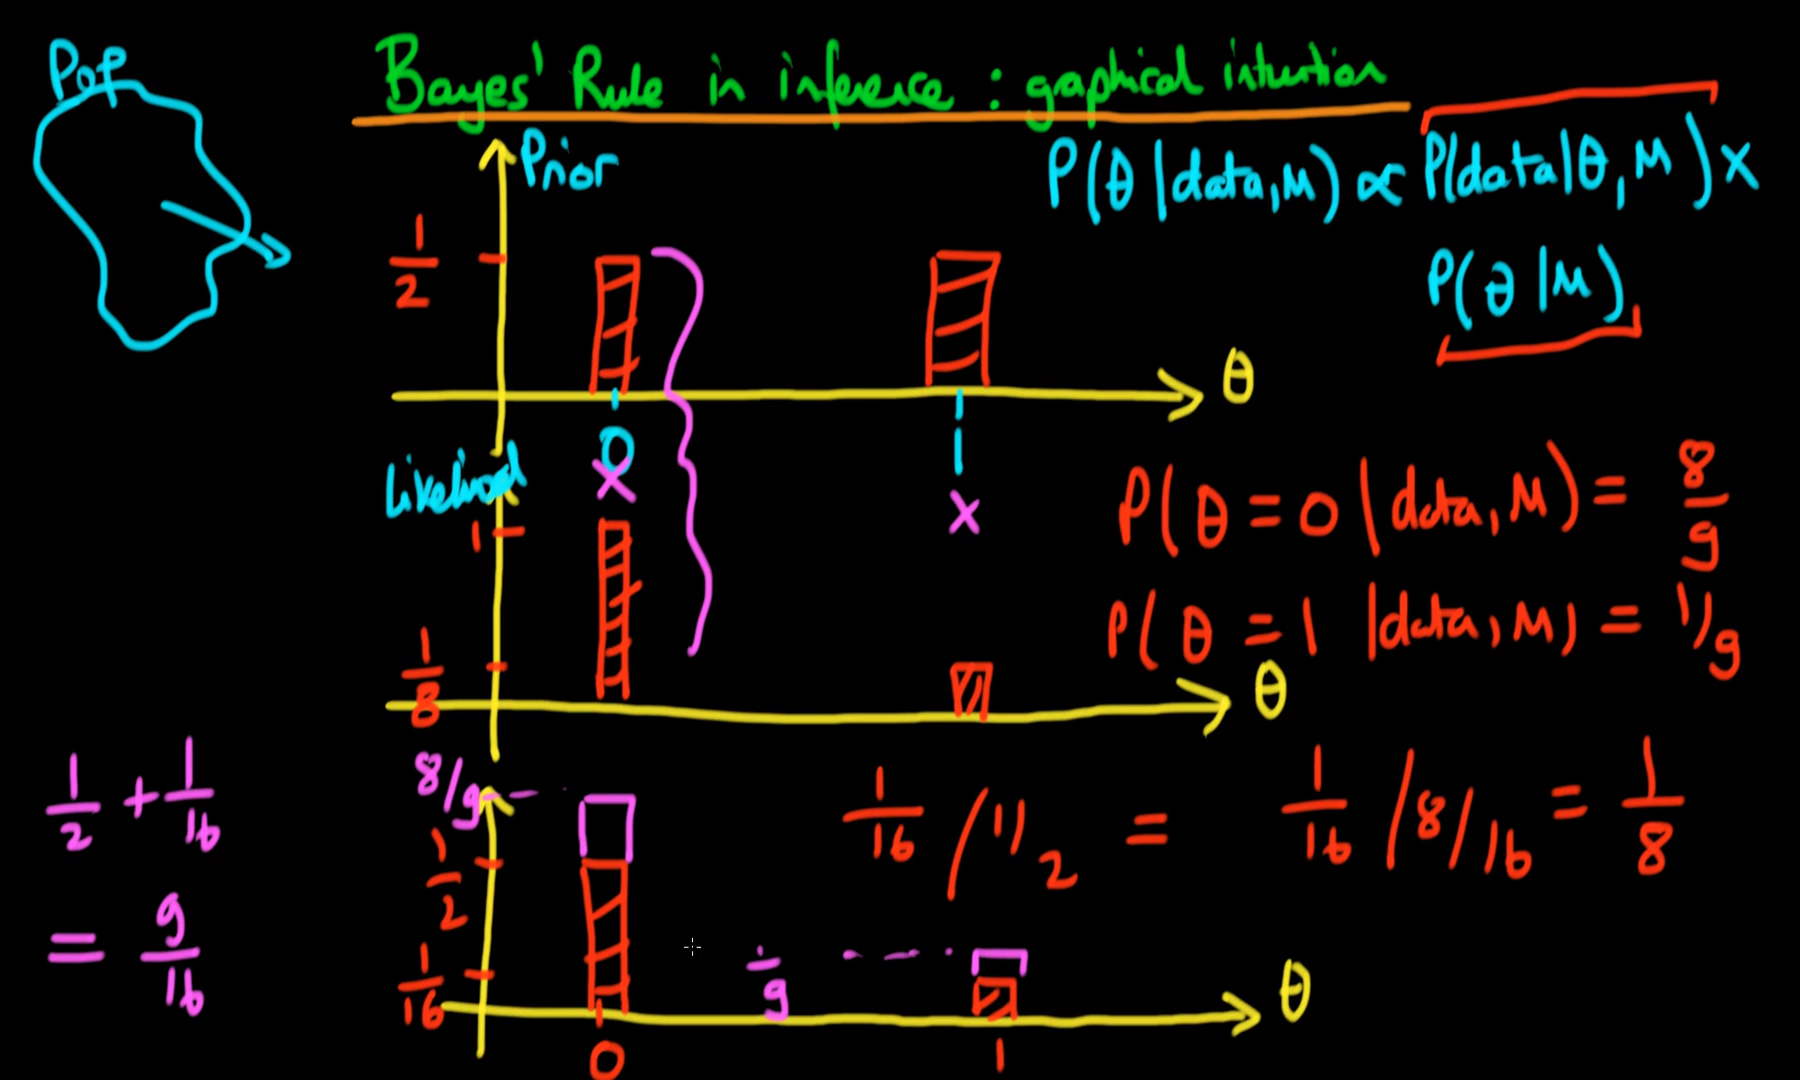 Pop
Bayes' Rule in inference : graphical intuition
Prior
P(θ | data, M) ∝ P(data | θ, M) ×
P(θ | M)
1/2
θ
0
1
×
×
Likelihood
1
1/8
θ
P(θ = 0 | data, M) = 8/9
P(θ = 1 | data, M) = 1/9
1/2 + 1/16
= 9/16
8/9
1/2
1/16
1/16 / 1/2 = 1/16 / 8/16 = 1/8
1/9
θ
0
1